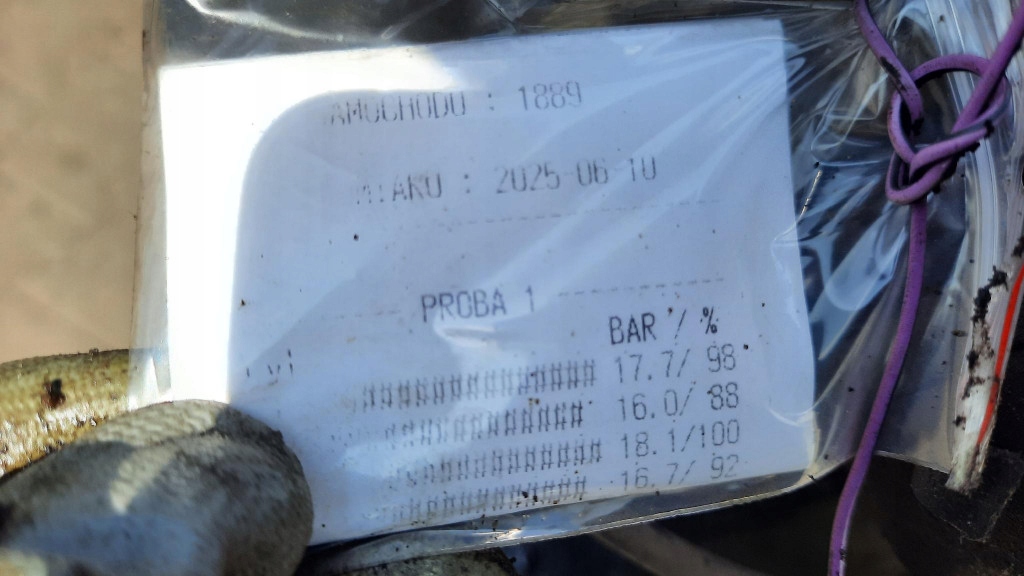 AMOCHODU : 1889
: 2025-06-10
PROBA 1
BAR / %
############## 17.7/ 98
############ 16.0/ 88
############# 18.1/100
############ 16.7/ 92